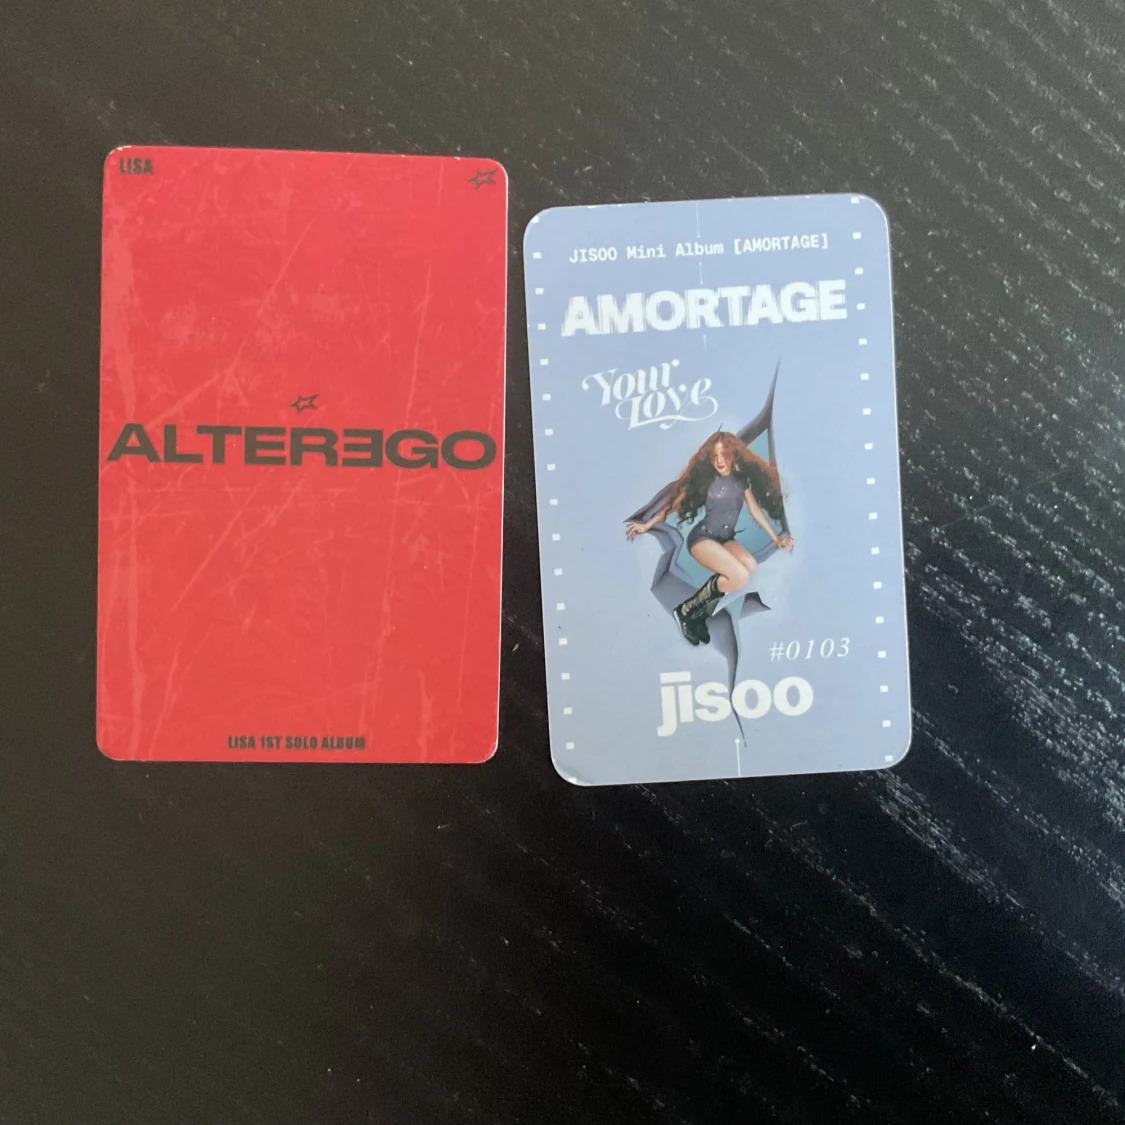 LISA
ALTERƎGO
LISA 1ST SOLO ALBUM
JISOO Mini Album [AMORTAGE]
AMORTAGE
Your
Love
#0103
jisoo